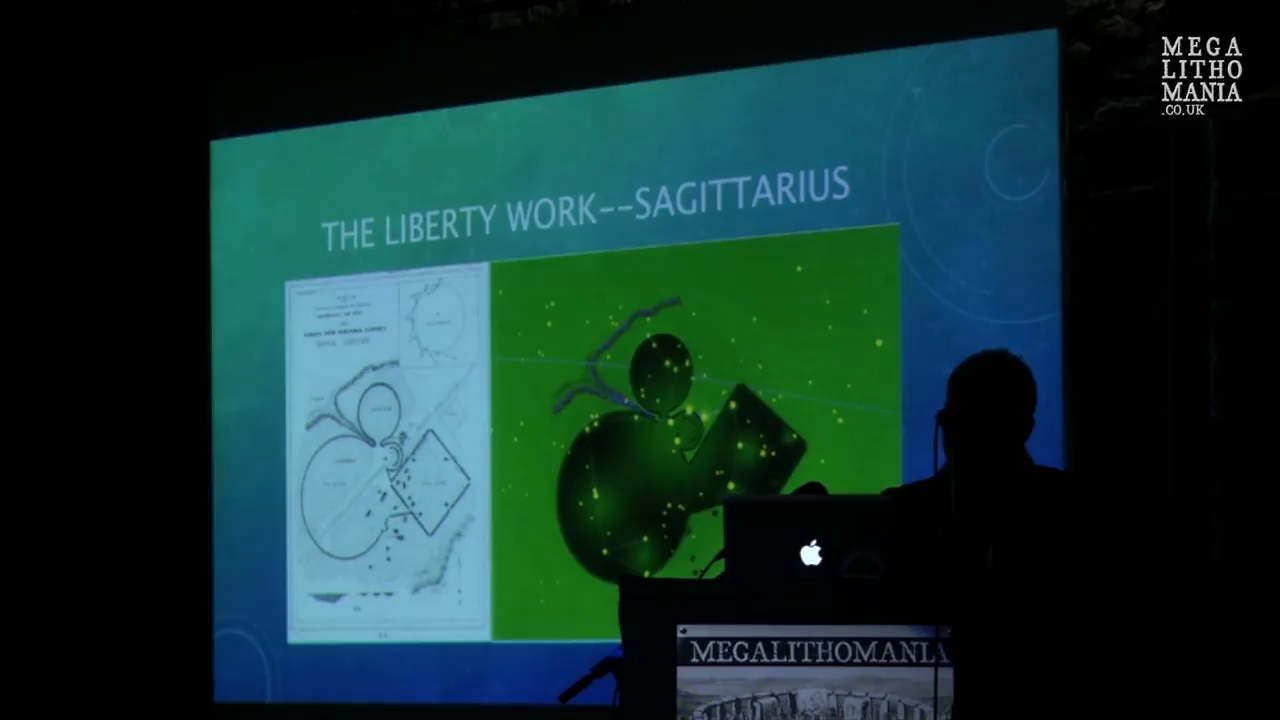 MEGA
LITHO
MANIA
.CO.UK
THE LIBERTY WORK--SAGITTARIUS
MEGALITHOMANIA